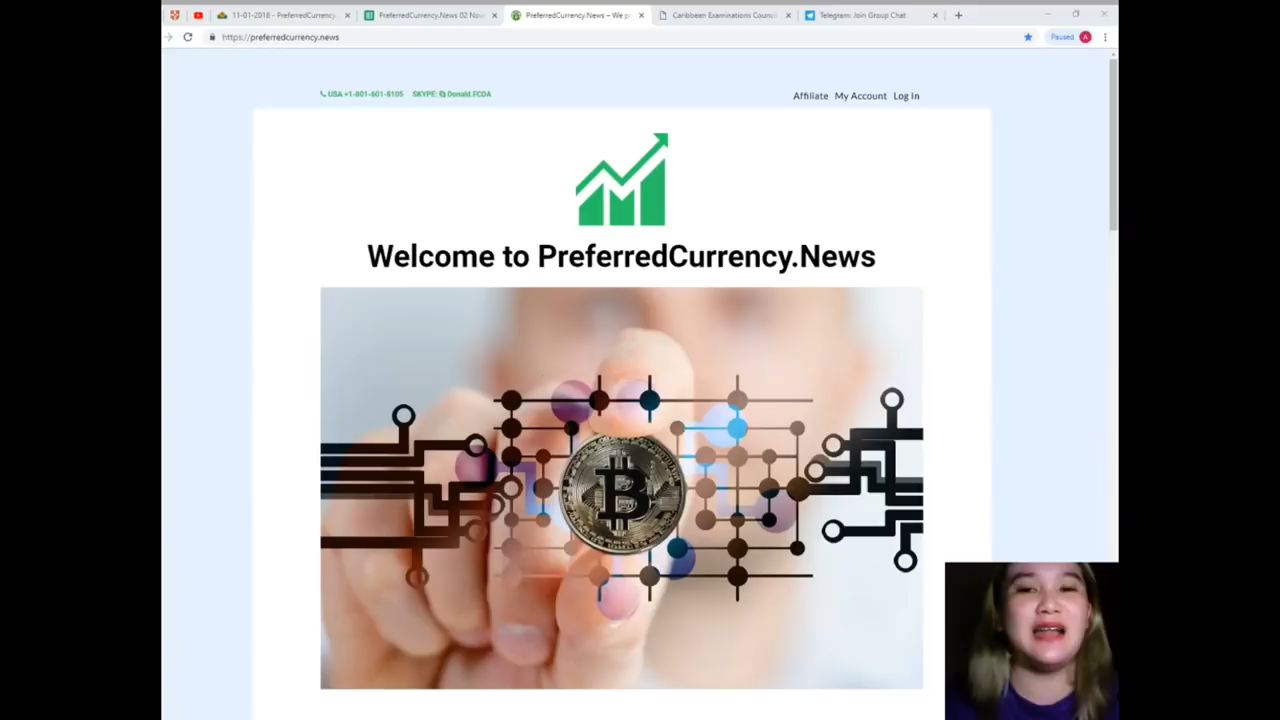 11-01-2018 - PreferredCurrency.
PreferredCurrency.News 02 Nov
PreferredCurrency.News – We p
Caribbean Examinations Counci
Telegram: Join Group Chat
https://preferredcurrency.news
Paused
A
USA +1-801-601-8105 SKYPE: Donald.FCDA
Affiliate My Account Log In
Welcome to PreferredCurrency.News